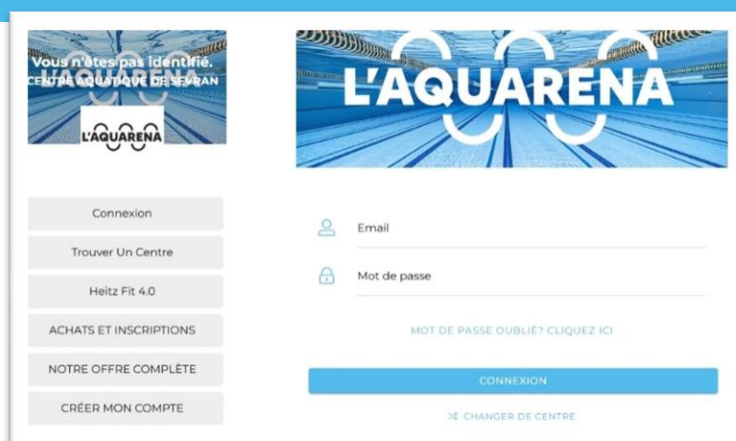 Vous n'êtes pas identifié.
CENTRE AQUATIQUE DE SEVRAN
L'AQUARENA
Connexion
Trouver Un Centre
Heitz Fit 4.0
ACHATS ET INSCRIPTIONS
NOTRE OFFRE COMPLÈTE
CRÉER MON COMPTE
L'AQUARENA
Email
Mot de passe
MOT DE PASSE OUBLIÉ? CLIQUEZ ICI
CONNEXION
CHANGER DE CENTRE